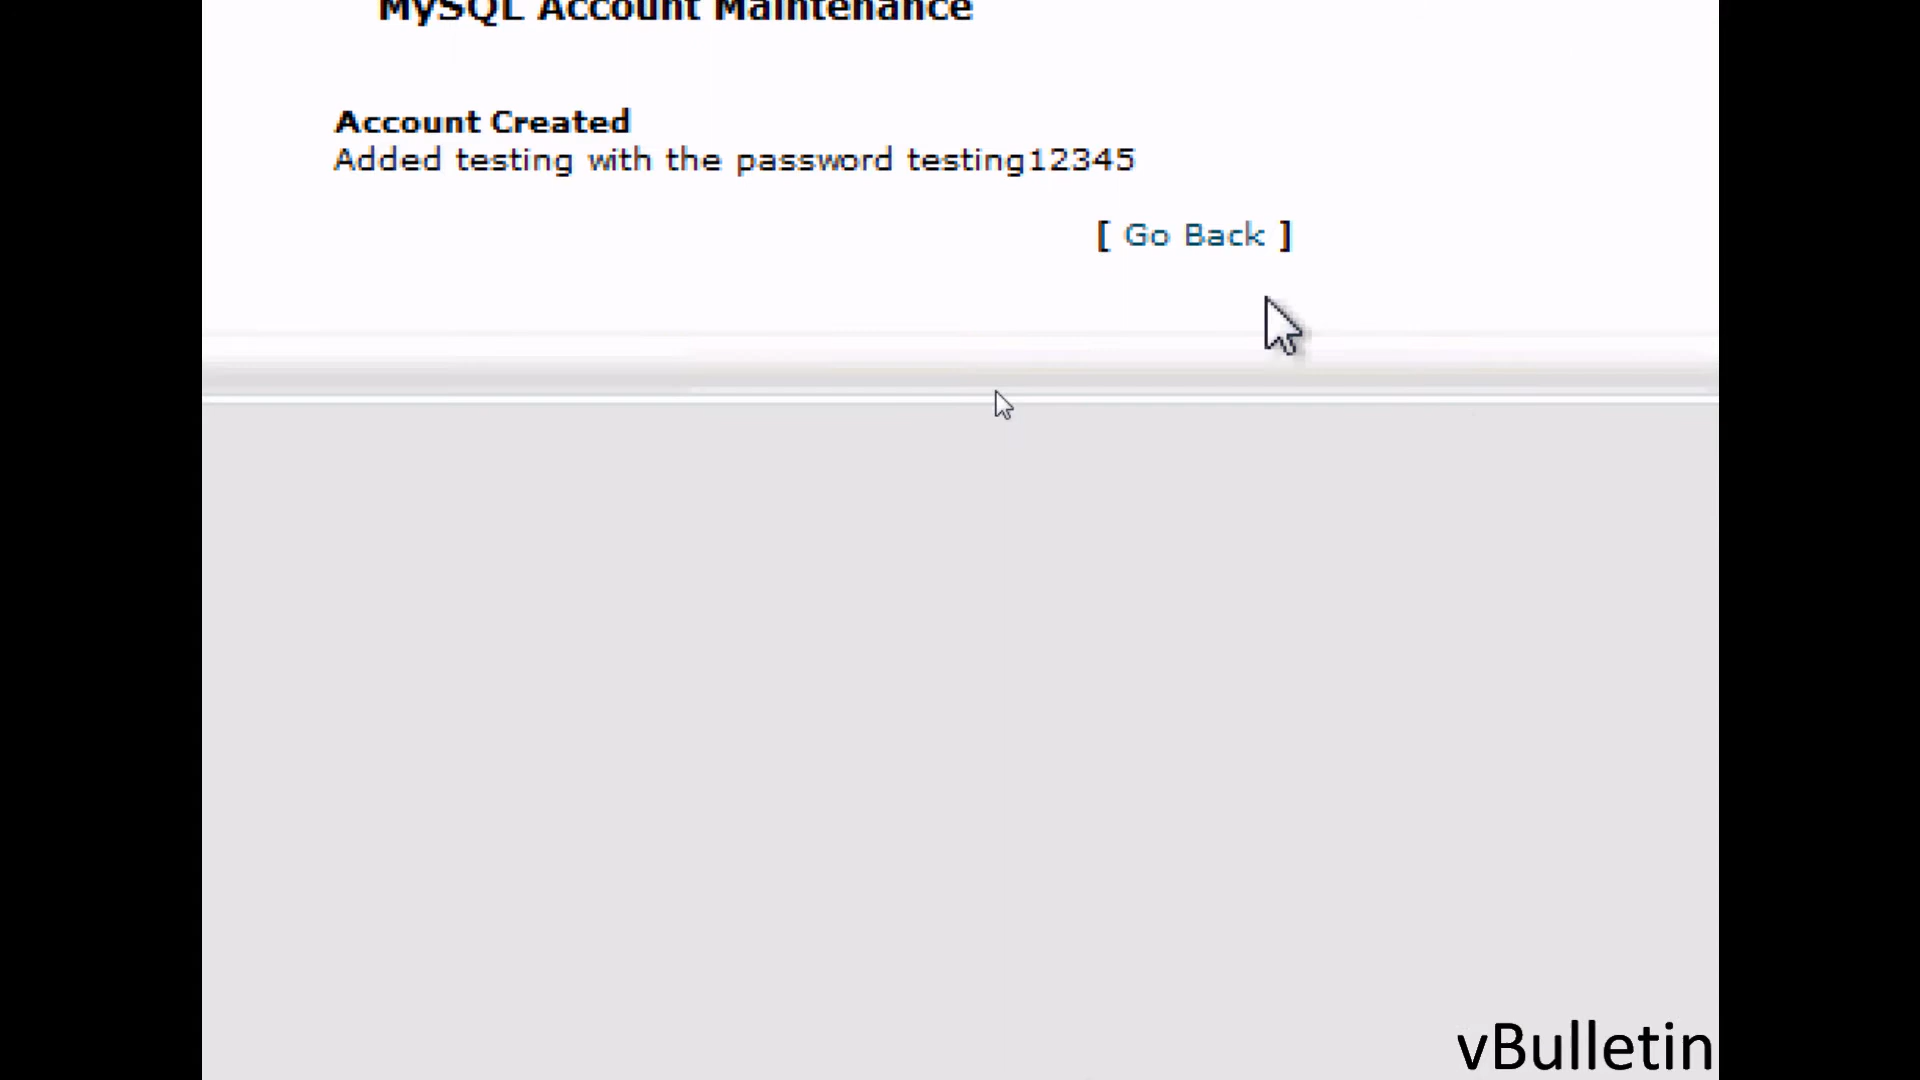 MySQL Account Maintenance
Account Created
Added testing with the password testing12345
[ Go Back ]
vBulletin